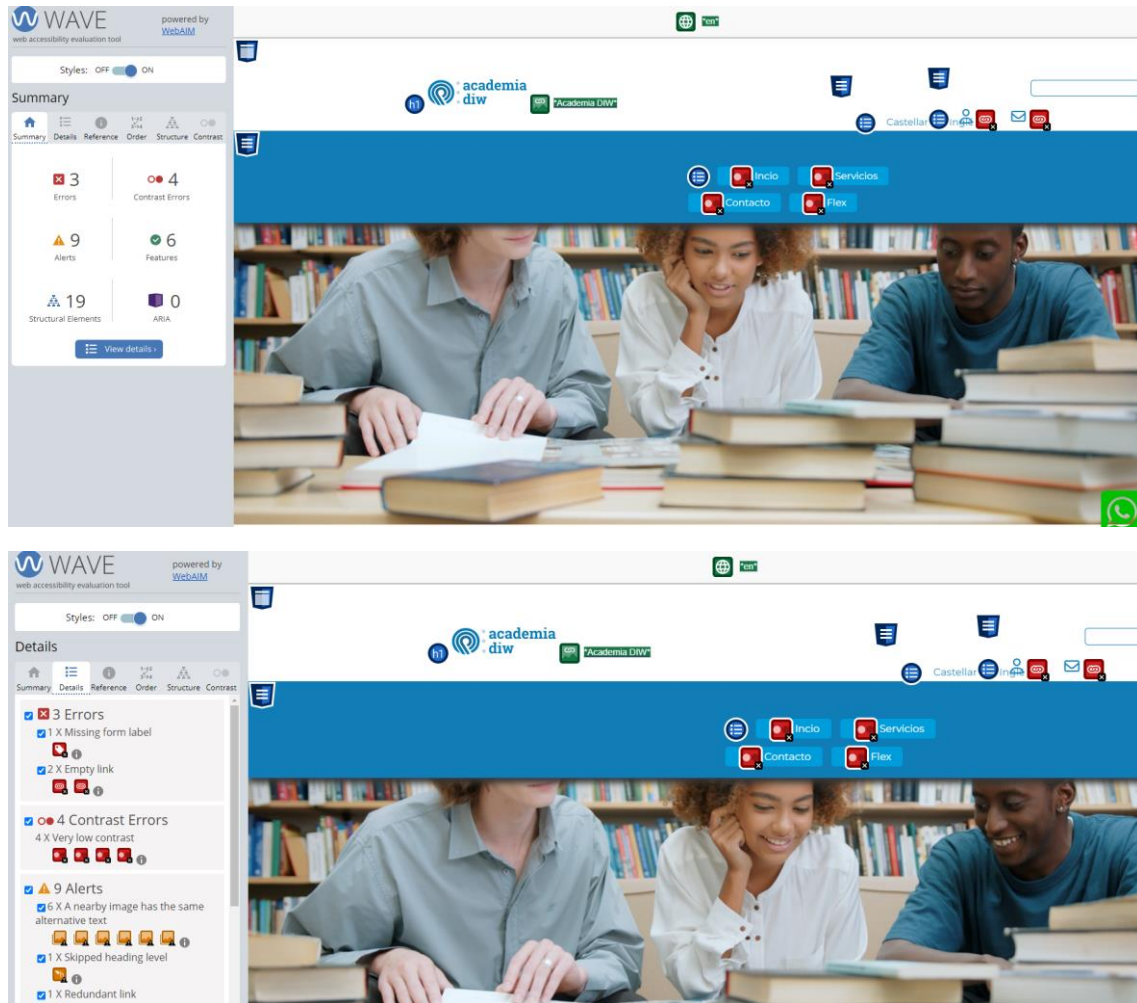 WAVE
powered by
WebAIM
web accessibility evaluation tool
Styles: OFF ON
Summary
Summary Details Reference Order Structure Contrast
3
Errors
4
Contrast Errors
9
Alerts
6
Features
19
Structural Elements
0
ARIA
View details ›
"en"
h1
academia
diw
*Academia DIW*
Castellar
Ingle
Incio
Servicios
Contacto
Flex
WAVE
powered by
WebAIM
web accessibility evaluation tool
Styles: OFF ON
Details
Summary Details Reference Order Structure Contrast
3 Errors
1 X Missing form label
2 X Empty link
4 Contrast Errors
4 X Very low contrast
9 Alerts
6 X A nearby image has the same
alternative text
1 X Skipped heading level
1 X Redundant link
"en"
h1
academia
diw
*Academia DIW*
Castellar
Ingle
Incio
Servicios
Contacto
Flex